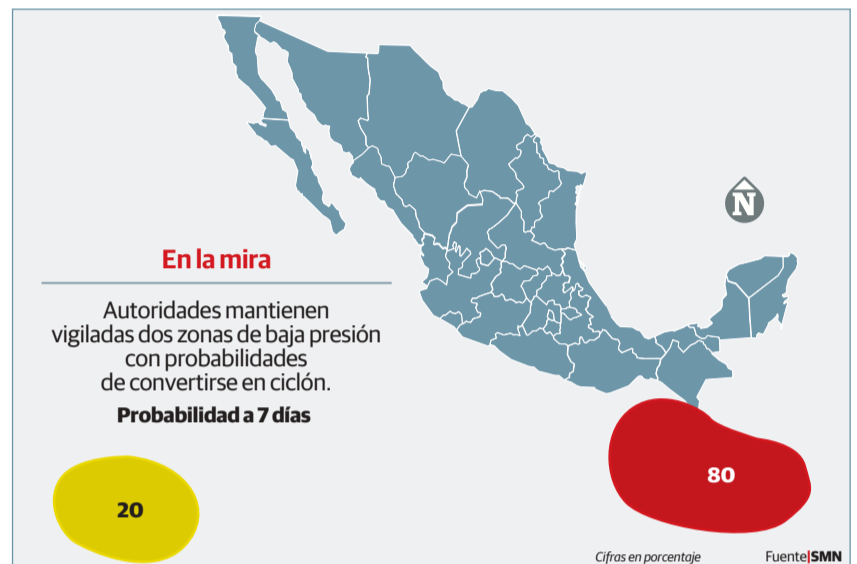 N
En la mira
Autoridades mantienen
vigiladas dos zonas de baja presión
con probabilidades
de convertirse en ciclón.
Probabilidad a 7 días
20
80
Cifras en porcentaje
Fuente|SMN